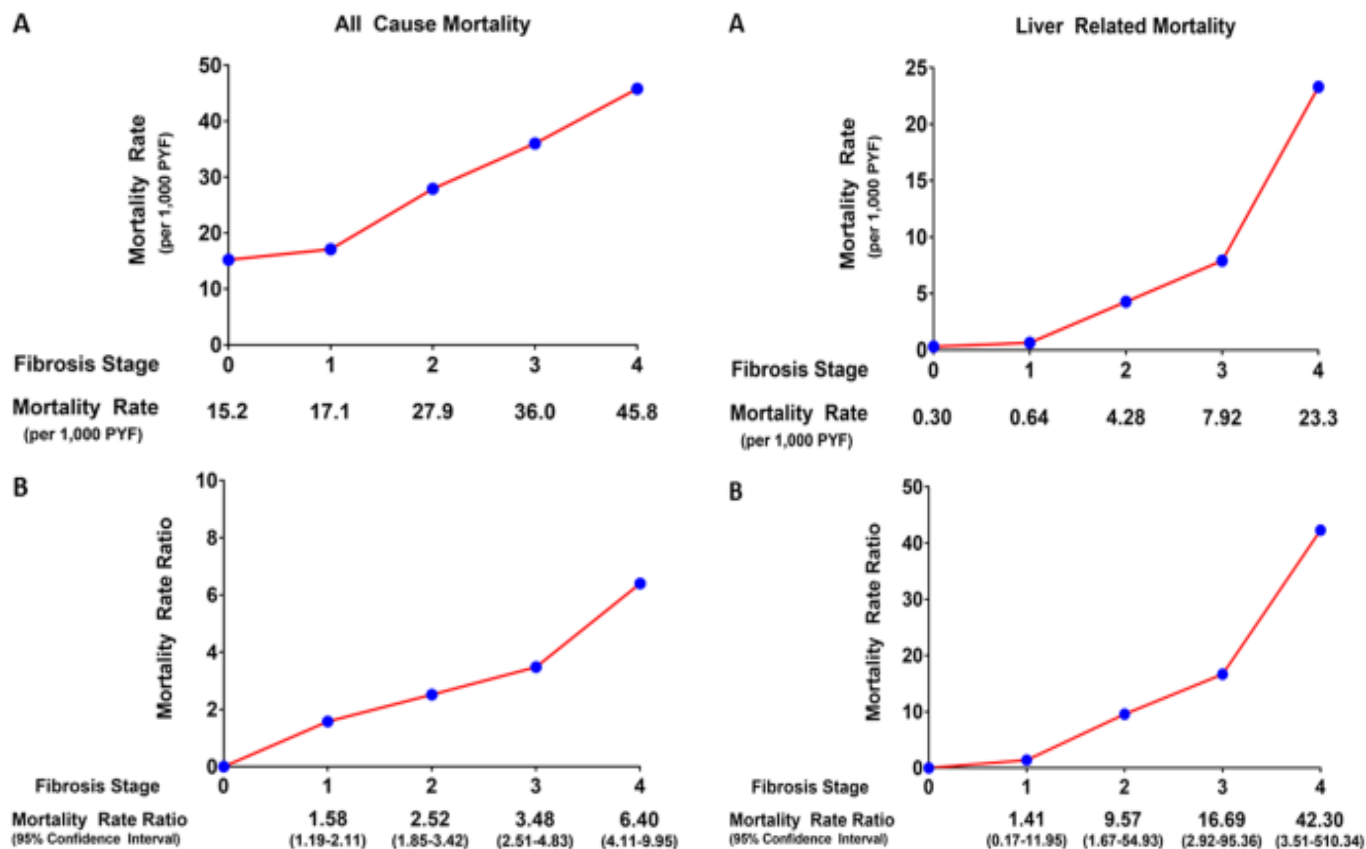 A
All Cause Mortality
50
40
30
20
10
0
Mortality Rate
(per 1,000 PYF)
0 1 2 3 4
Fibrosis Stage
Mortality Rate 15.2 17.1 27.9 36.0 45.8
(per 1,000 PYF)
A
Liver Related Mortality
25
20
15
10
5
0
Mortality Rate
(per 1,000 PYF)
0 1 2 3 4
Fibrosis Stage
Mortality Rate 0.30 0.64 4.28 7.92 23.3
(per 1,000 PYF)
B
10
8
6
4
2
0
Mortality Rate Ratio
Fibrosis Stage 0 1 2 3 4
Mortality Rate Ratio 1.58 2.52 3.48 6.40
(95% Confidence Interval) (1.19-2.11) (1.85-3.42) (2.51-4.83) (4.11-9.95)
B
50
40
30
20
10
0
Mortality Rate Ratio
Fibrosis Stage 0 1 2 3 4
Mortality Rate Ratio 1.41 9.57 16.69 42.30
(95% Confidence Interval) (0.17-11.95) (1.67-54.93) (2.92-95.36) (3.51-510.34)